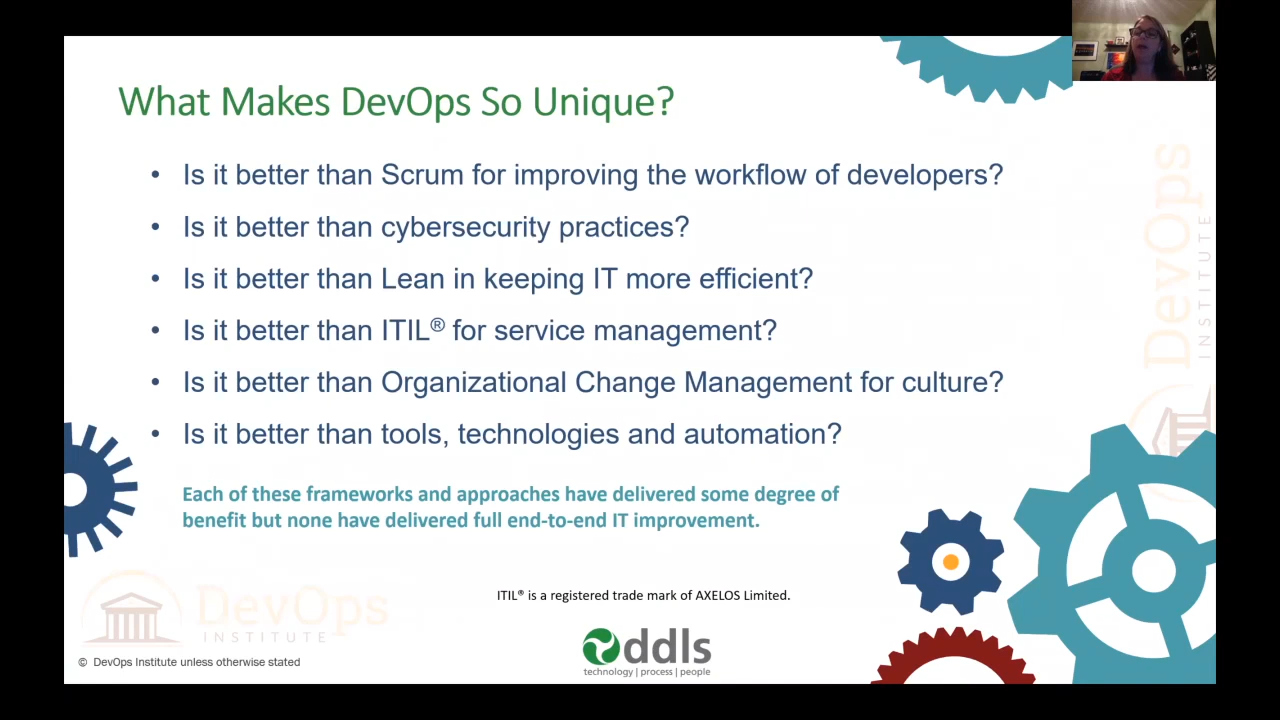 What Makes DevOps So Unique?
• Is it better than Scrum for improving the workflow of developers?
• Is it better than cybersecurity practices?
• Is it better than Lean in keeping IT more efficient?
• Is it better than ITIL® for service management?
• Is it better than Organizational Change Management for culture?
• Is it better than tools, technologies and automation?
Each of these frameworks and approaches have delivered some degree of
benefit but none have delivered full end-to-end IT improvement.
DevOps
INSTITUTE
ITIL® is a registered trade mark of AXELOS Limited.
DevOps
INSTITUTE
ddls
technology | process | people
© DevOps Institute unless otherwise stated